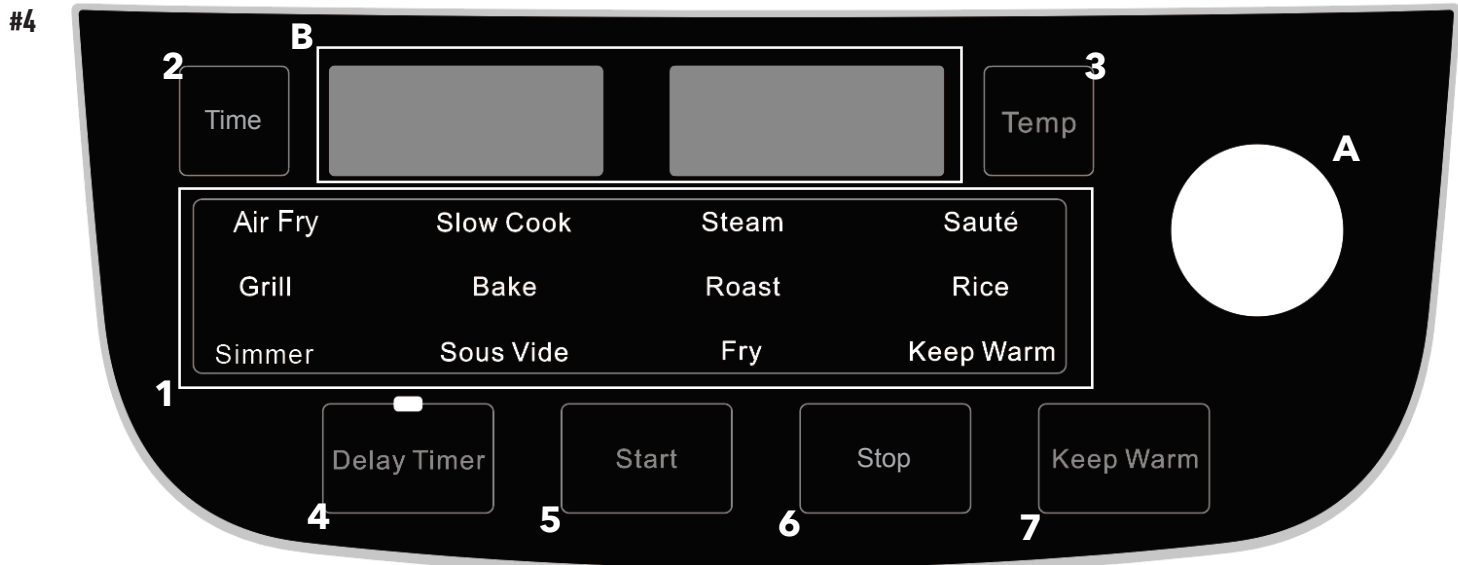 #4
B
2
3
Time
Temp
A
Air Fry Slow Cook Steam Sauté
Grill Bake Roast Rice
Simmer Sous Vide Fry Keep Warm
1
Delay Timer Start Stop Keep Warm
4 5 6 7